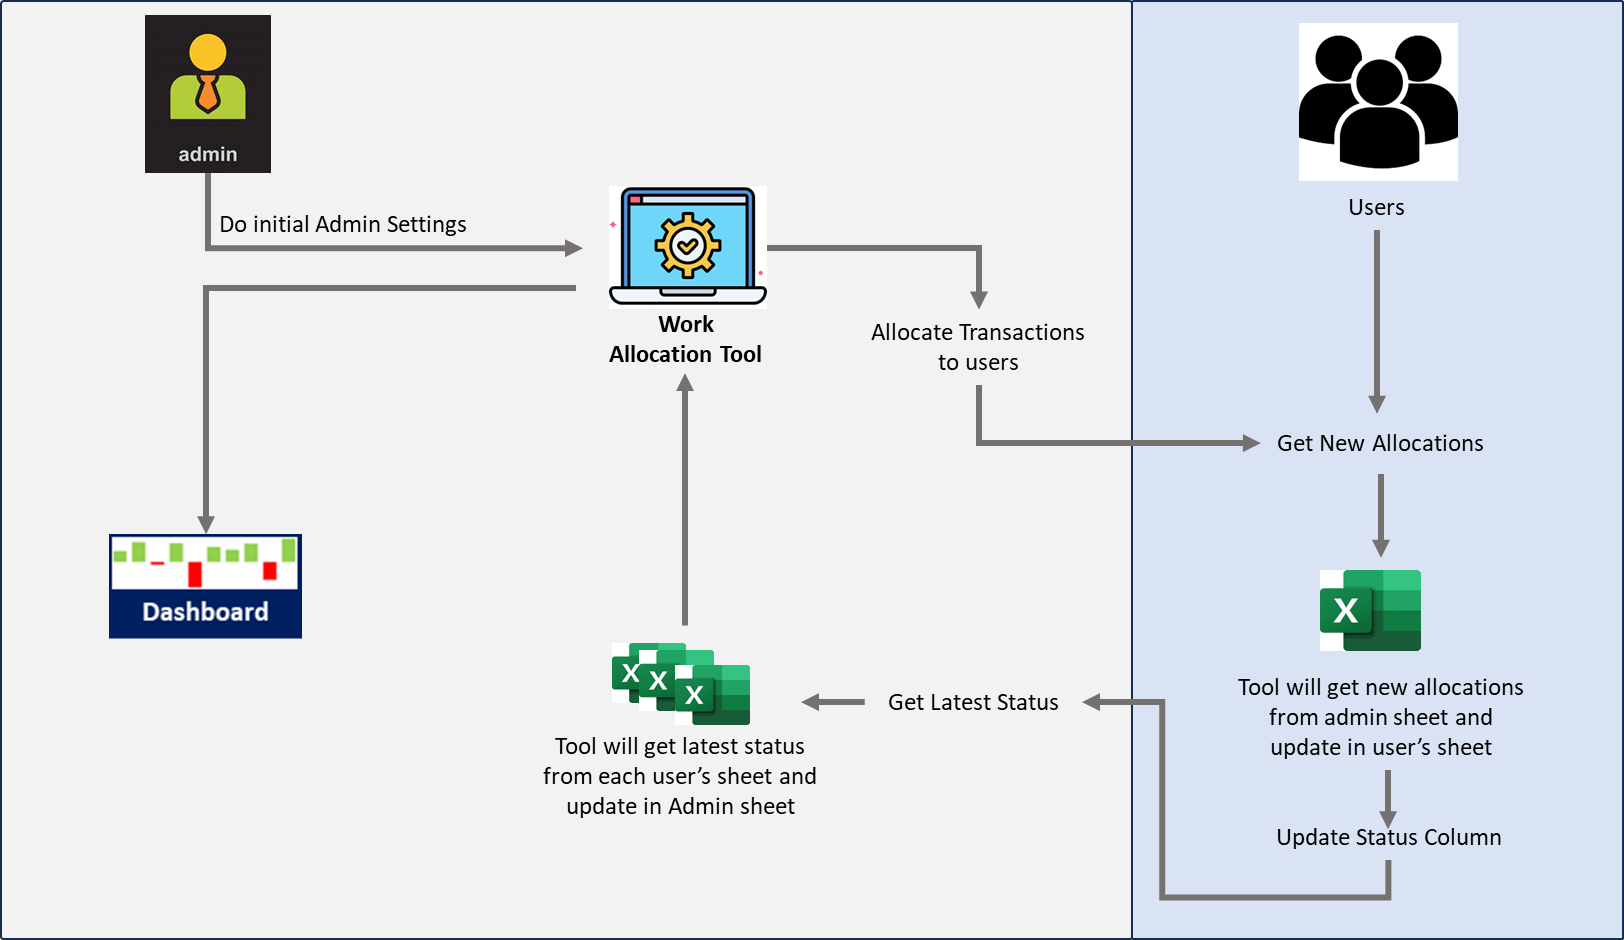 admin
Do initial Admin Settings
Work
Allocation Tool
Allocate Transactions
to users
Users
Get New Allocations
X
Tool will get new allocations
from admin sheet and
update in user’s sheet
Update Status Column
Get Latest Status
X
X
X
Tool will get latest status
from each user’s sheet and
update in Admin sheet
Dashboard